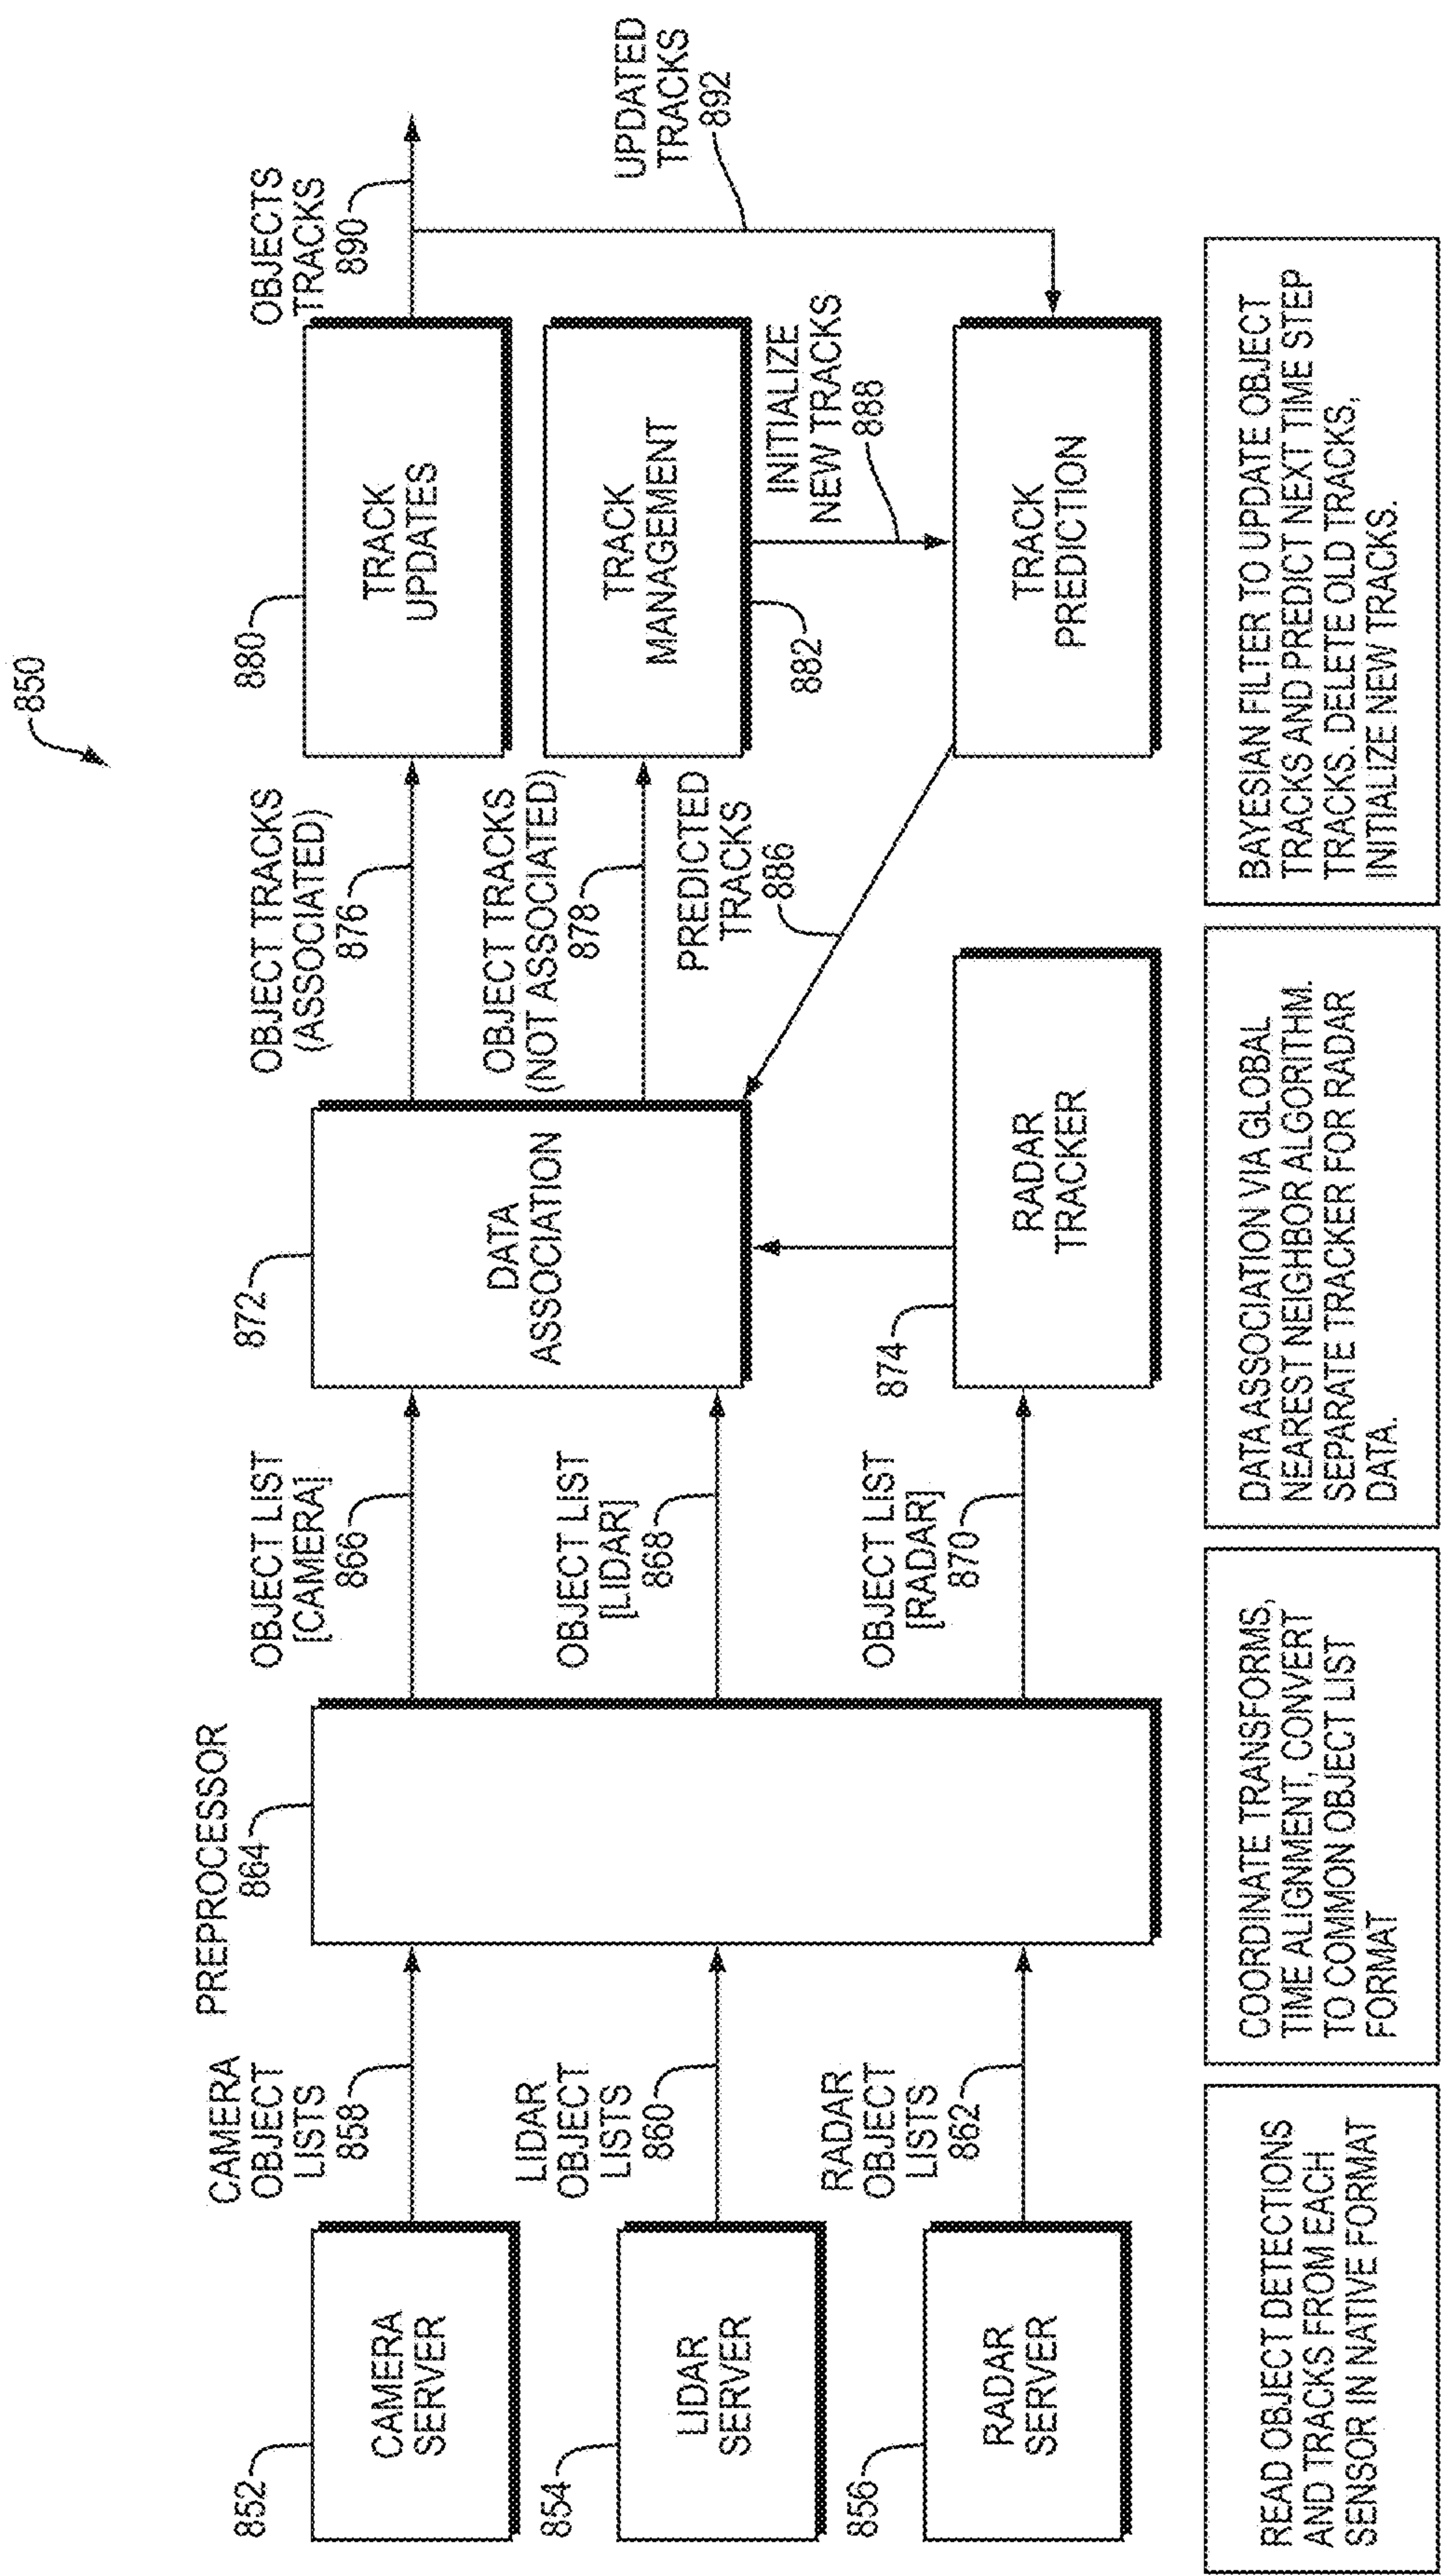 850
CAMERA
SERVER
852
LIDAR
SERVER
854
RADAR
SERVER
856
CAMERA
OBJECT
LISTS
858
LIDAR
OBJECT
LISTS
860
RADAR
OBJECT
LISTS
862
PREPROCESSOR
864
OBJECT LIST
[CAMERA]
866
OBJECT LIST
[LIDAR]
868
OBJECT LIST
[RADAR]
870
872
DATA
ASSOCIATION
874
RADAR
TRACKER
OBJECT TRACKS
(ASSOCIATED)
876
OBJECT TRACKS
(NOT ASSOCIATED)
878
PREDICTED
TRACKS
886
880
TRACK
UPDATES
TRACK
MANAGEMENT
882
INITIALIZE
NEW TRACKS
888
TRACK
PREDICTION
OBJECTS
TRACKS
890
UPDATED
TRACKS
892
READ OBJECT DETECTIONS
AND TRACKS FROM EACH
SENSOR IN NATIVE FORMAT
COORDINATE TRANSFORMS,
TIME ALIGNMENT, CONVERT
TO COMMON OBJECT LIST
FORMAT
DATA ASSOCIATION VIA GLOBAL
NEAREST NEIGHBOR ALGORITHM.
SEPARATE TRACKER FOR RADAR
DATA.
BAYESIAN FILTER TO UPDATE OBJECT
TRACKS AND PREDICT NEXT TIME STEP
TRACKS. DELETE OLD TRACKS,
INITIALIZE NEW TRACKS.